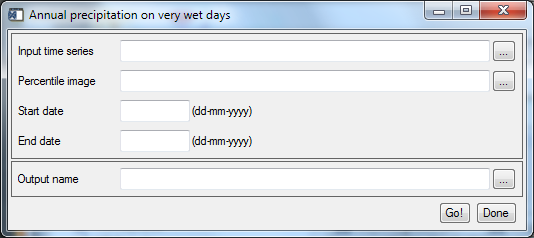 Annual precipitation on very wet days
Input time series ...
Percentile image ...
Start date (dd-mm-yyyy)
End date (dd-mm-yyyy)
Output name ...
Go! Done